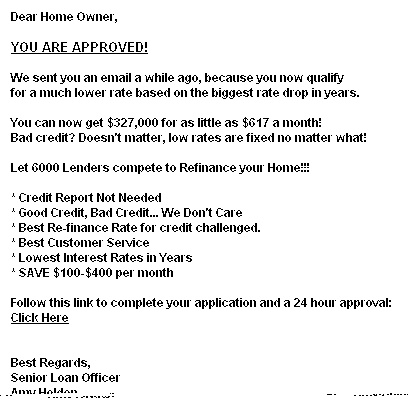 Dear Home Owner,
YOU ARE APPROVED!
We sent you an email a while ago, because you now qualify
for a much lower rate based on the biggest rate drop in years.
You can now get $327,000 for as little as $617 a month!
Bad credit? Doesn't matter, low rates are fixed no matter what!
Let 6000 Lenders compete to Refinance your Home!!!
* Credit Report Not Needed
* Good Credit, Bad Credit... We Don't Care
* Best Re-finance Rate for credit challenged.
* Best Customer Service
* Lowest Interest Rates in Years
* SAVE $100-$400 per month
Follow this link to complete your application and a 24 hour approval:
Click Here
Best Regards,
Senior Loan Officer
Amy Holden